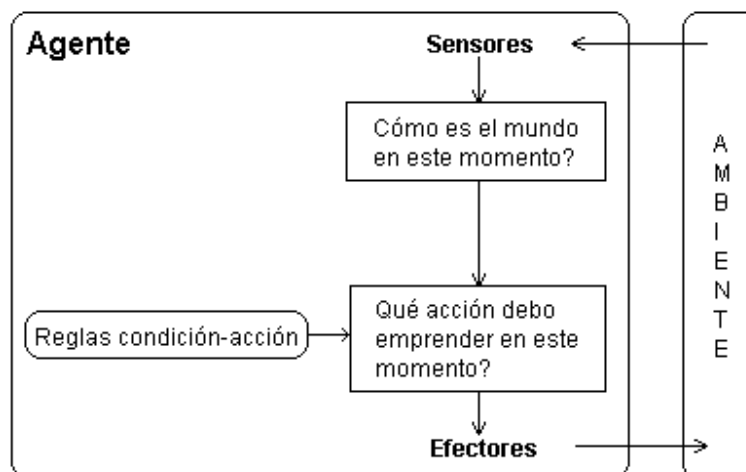 Agente
Sensores
Cómo es el mundo
en este momento?
Reglas condición-acción
Qué acción debo
emprender en este
momento?
Efectores
A
M
B
I
E
N
T
E